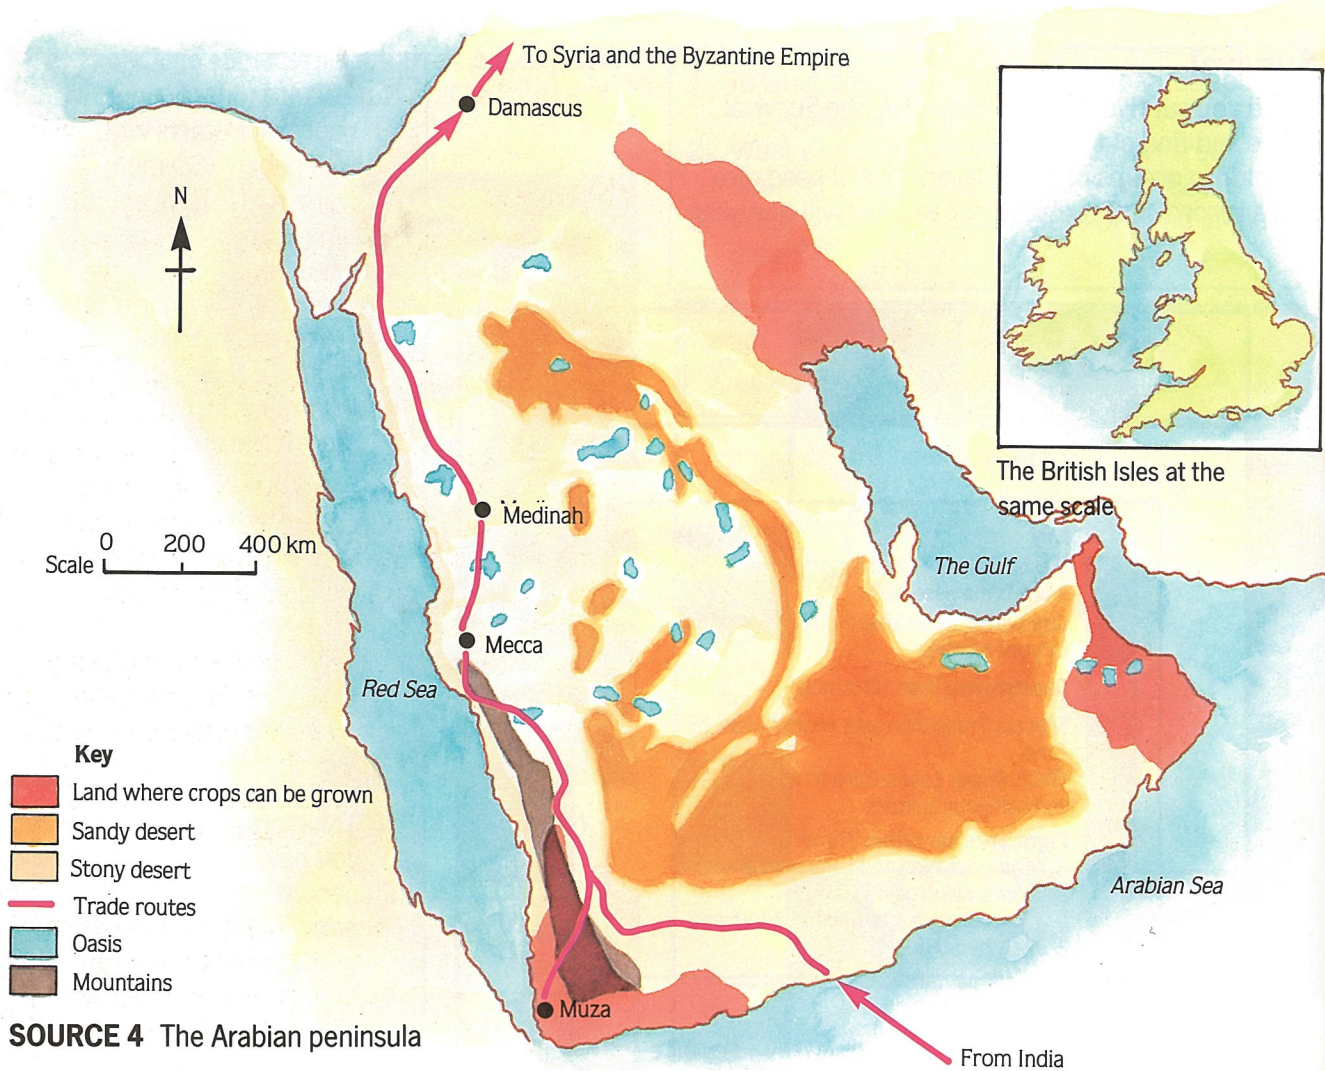 To Syria and the Byzantine Empire
Damascus
N
The British Isles at the
same scale
Medinah
0 200 400 km
Scale
The Gulf
Mecca
Red Sea
Key
Land where crops can be grown
Sandy desert
Stony desert
Trade routes
Oasis
Mountains
Arabian Sea
Muza
SOURCE 4 The Arabian peninsula
From India